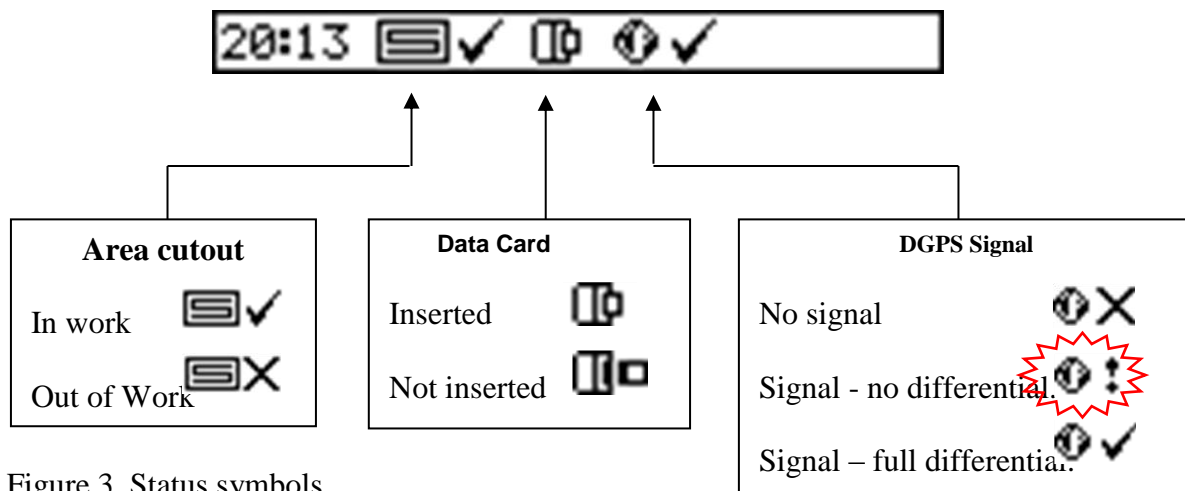 20:13
Area cutout
In work
Out of Work
Data Card
Inserted
Not inserted
DGPS Signal
No signal
Signal - no differential.
Signal – full differential.
Figure 3 Status symbols